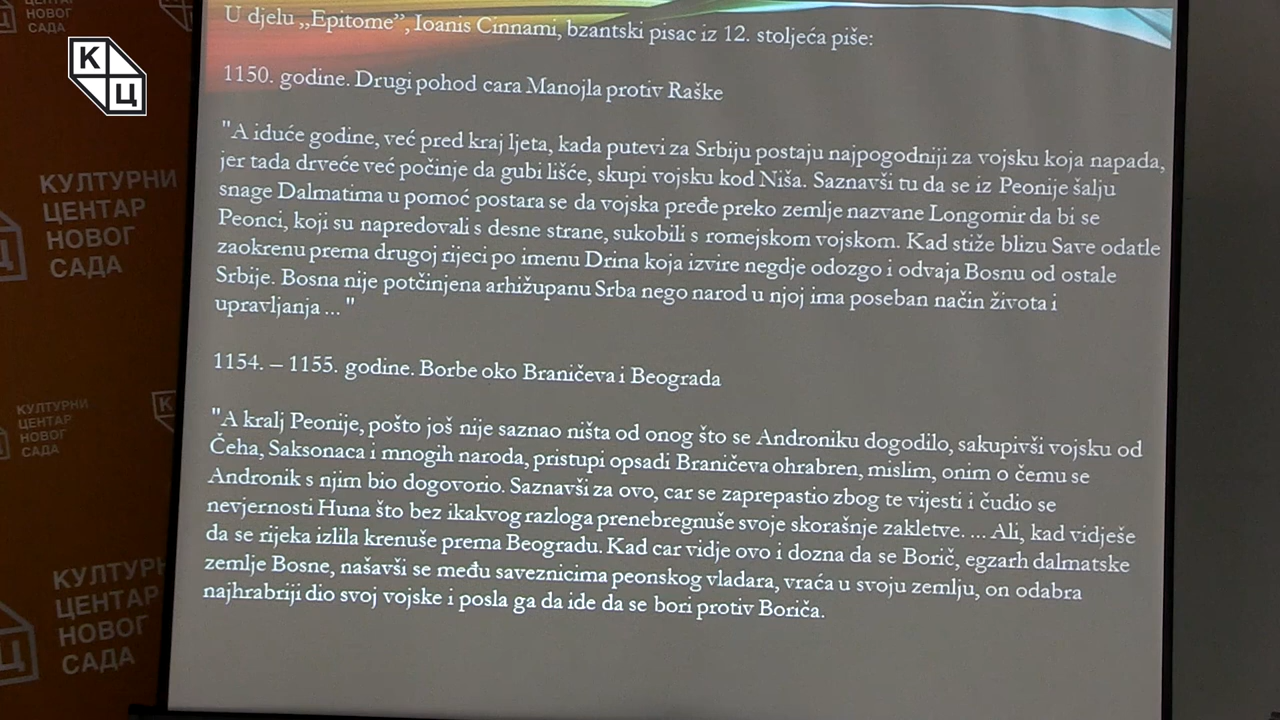 САДА
К
Ц
КУЛТУРНИ
ЦЕНТАР
НОВОГ
САДА
КУЛТУРНИ
ЦЕНТАР
НОВОГ
САДА
К
КУЛТУРН
ЦЕНТАР
НОВОГ
САДА
Ц
U djelu „Epitome”, Ioanis Cinnami, bzantski pisac iz 12. stoljeća piše:
1150. godine. Drugi pohod cara Manojla protiv Raške
"A iduće godine, već pred kraj ljeta, kada putevi za Srbiju postaju najpogodniji za vojsku koja napada,
jer tada drveće već počinje da gubi lišće, skupi vojsku kod Niša. Saznavši tu da se iz Peonije šalju
snage Dalmatima u pomoć postara se da vojska pređe preko zemlje nazvane Longomir da bi se
Peonci, koji su napredovali s desne strane, sukobili s romejskom vojskom. Kad stiže blizu Save odatle
zaokrenu prema drugoj rijeci po imenu Drina koja izvire negdje odozgo i odvaja Bosnu od ostale
Srbije. Bosna nije potčinjena arhižupanu Srba nego narod u njoj ima poseban način života i
upravljanja ... "
1154. – 1155. godine. Borbe oko Braničeva i Beograda
"A kralj Peonije, pošto još nije saznao ništa od onog što se Androniku dogodilo, sakupivši vojsku od
Čeha, Saksonaca i mnogih naroda, pristupi opsadi Braničeva ohrabren, mislim, onim o čemu se
Andronik s njim bio dogovorio. Saznavši za ovo, car se zaprepastio zbog te vijesti i čudio se
nevjernosti Huna što bez ikakvog razloga prenebregnuše svoje skorašnje zakletve. ... Ali, kad vidješe
da se rijeka izlila krenuše prema Beogradu. Kad car vidje ovo i dozna da se Borič, egzarh dalmatske
zemlje Bosne, našavši se među saveznicima peonskog vladara, vraća u svoju zemlju, on odabra
najhrabriji dio svoj vojske i posla ga da ide da se bori protiv Boriča.